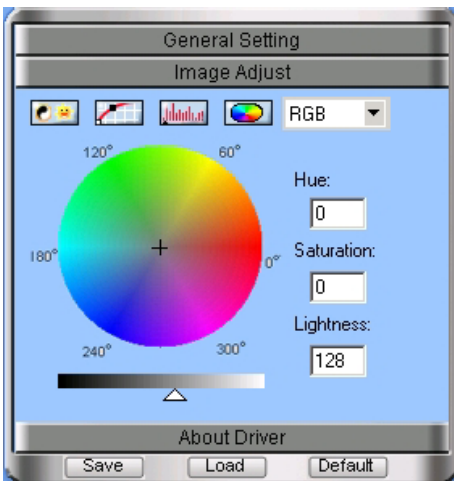 General Setting
Image Adjust
RGB
120°
60°
Hue:
0
180°
0°
Saturation:
0
Lightness:
240°
300°
128
About Driver
Save
Load
Default